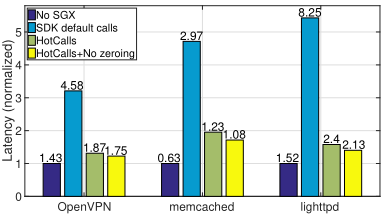 No SGX
SDK default calls
HotCalls
HotCalls+No zeroing
Latency (normalized)
5
4
3
2
1
0
1.43
4.58
1.87
1.75
0.63
2.97
1.23
1.08
1.52
8.25
2.4
2.13
OpenVPN
memcached
lighttpd